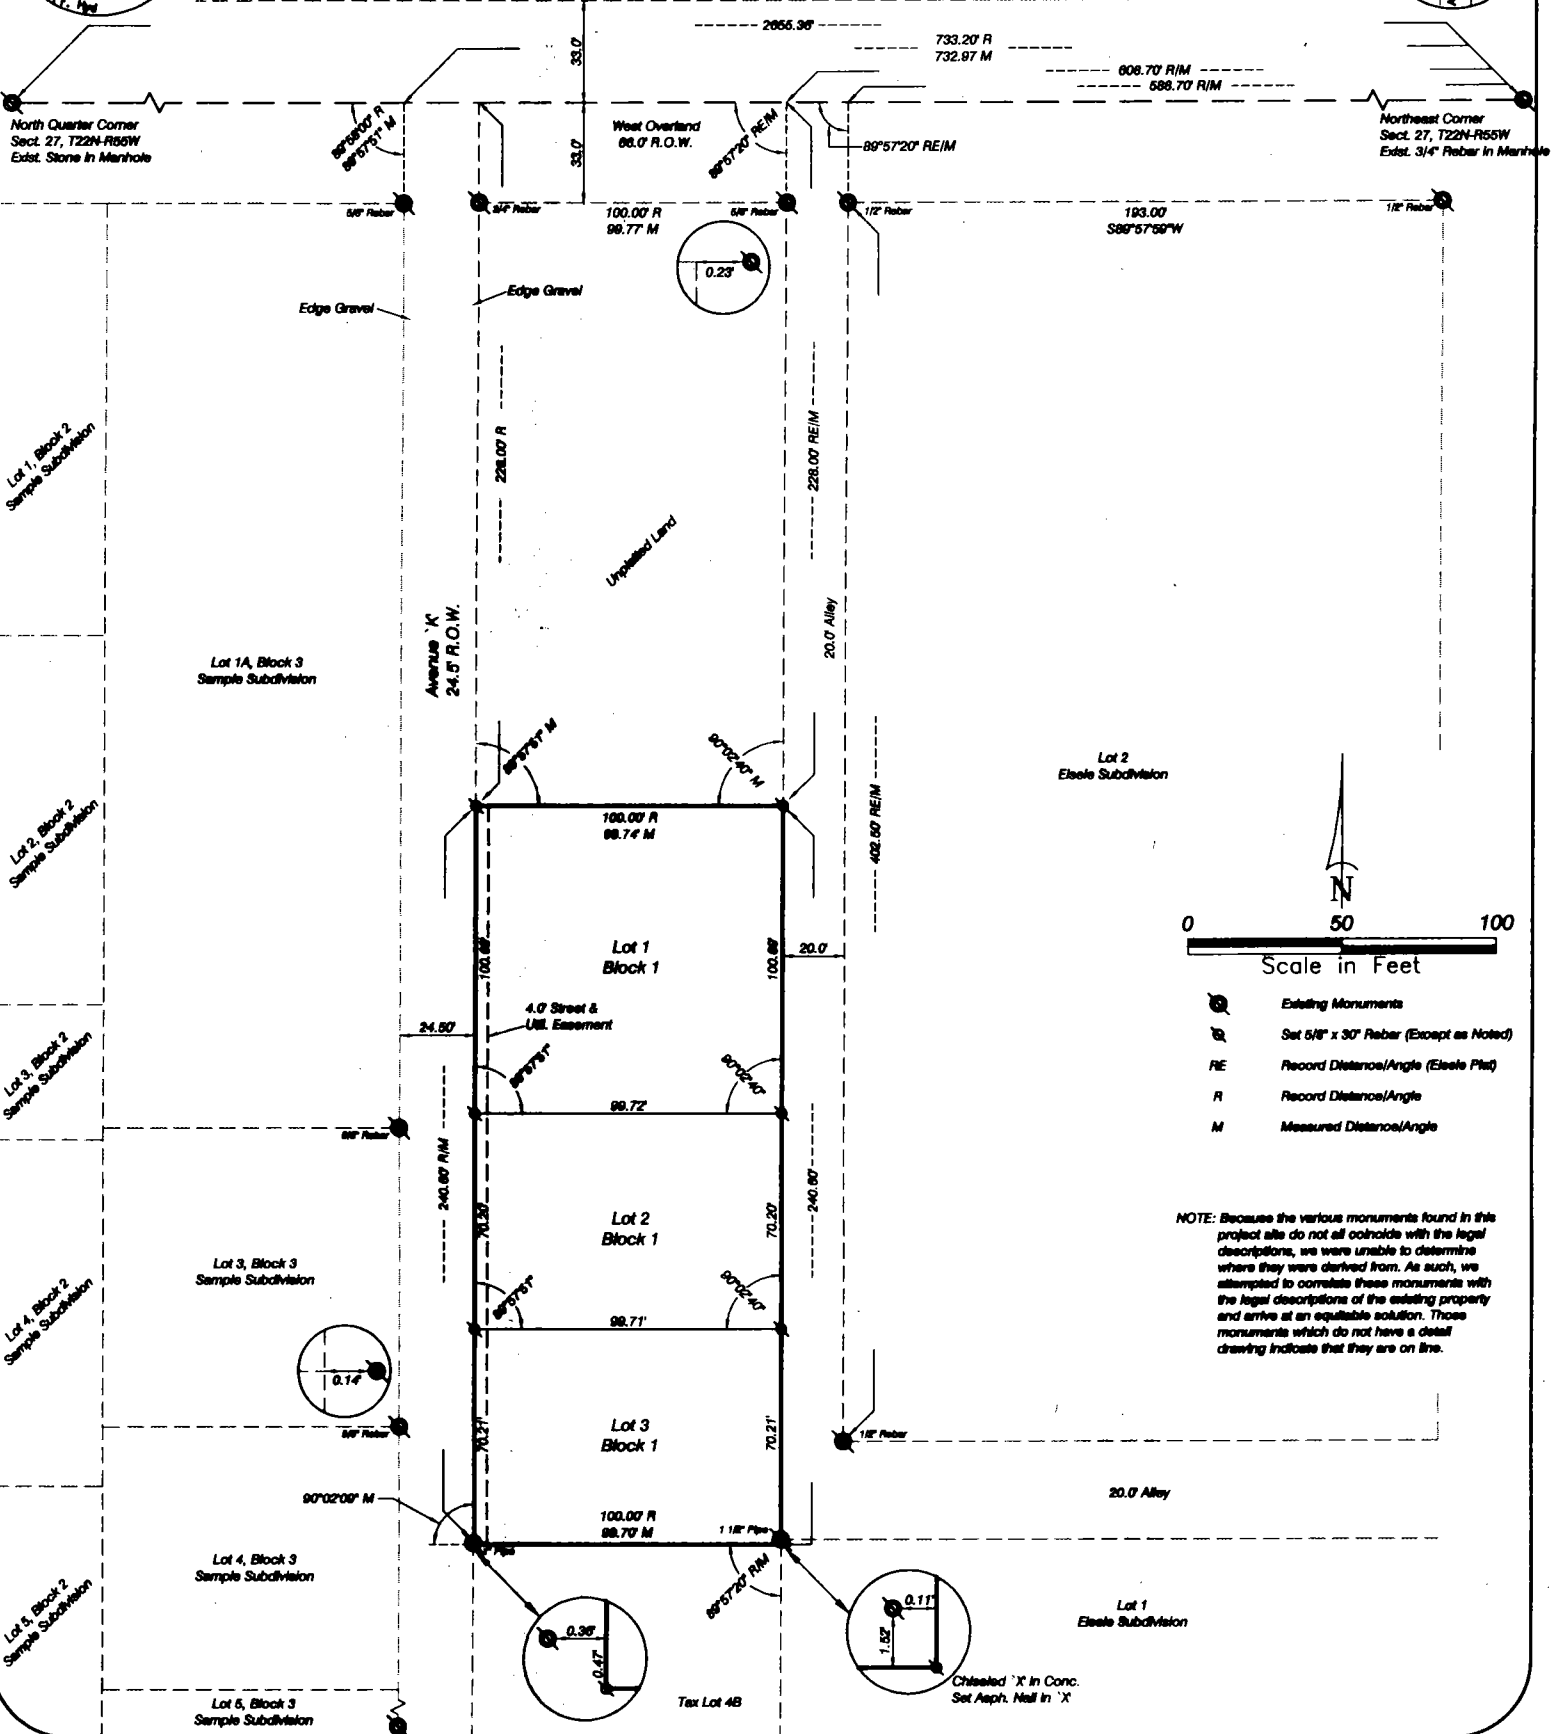 2655.36'
733.20' R
732.97 M
606.70' R/M
586.70' R/M
33.0'
33.0'
North Quarter Corner
Sect. 27, T22N-R55W
Exist. Stone in Manhole
89°58'00" R
89°57'51" M
West Overland
66.0' R.O.W.
89°57'20" RE/M
89°57'20" RE/M
Northeast Corner
Sect. 27, T22N-R55W
Exist. 3/4" Rebar in Manhole
5/8" Rebar
3/4" Rebar
100.00' R
99.77' M
5/8" Rebar
1/2" Rebar
193.00'
S89°57'59"W
1/2" Rebar
0.23'
Edge Gravel
Edge Gravel
228.00' R
228.00' RE/M
Lot 1, Block 2
Sample Subdivision
Unplatted Land
Avenue `K'
24.5' R.O.W.
20.0' Alley
Lot 1A, Block 3
Sample Subdivision
89°57'51" M
90°02'40" M
Lot 2
Eisele Subdivision
100.00' R
99.74' M
402.50' RE/M
Lot 2, Block 2
Sample Subdivision
N
0 50 100
Scale in Feet
Lot 1
Block 1
20.0'
4.0' Street &
Util. Easement
24.50'
Existing Monuments
Set 5/8" x 30" Rebar (Except as Noted)
RE Record Distance/Angle (Eisele Plat)
R Record Distance/Angle
M Measured Distance/Angle
Lot 3, Block 2
Sample Subdivision
89°57'51"
90°02'40"
99.72'
5/8" Rebar
240.60' R/M
70.20'
Lot 2
Block 1
70.20'
240.60'
NOTE: Because the various monuments found in this
project site do not all coincide with the legal
descriptions, we were unable to determine
where they were derived from. As such, we
attempted to correlate these monuments with
the legal descriptions of the existing property
and arrive at an equitable solution. Those
monuments which do not have a detail
drawing indicate that they are on line.
Lot 3, Block 3
Sample Subdivision
Lot 4, Block 2
Sample Subdivision
89°57'51"
90°02'40"
99.71'
0.14'
5/8" Rebar
70.21'
Lot 3
Block 1
70.21'
1/2" Rebar
90°02'09" M
100.00' R
99.70' M
1 1/2" Pipe
Pipe
20.0' Alley
Lot 4, Block 3
Sample Subdivision
89°57'20" R/M
Lot 5, Block 2
Sample Subdivision
0.36'
0.47'
0.11'
1.52'
Lot 1
Eisele Subdivision
Chiseled `X' in Conc.
Set Asph. Nail in `X'
Lot 5, Block 3
Sample Subdivision
Tax Lot 4B